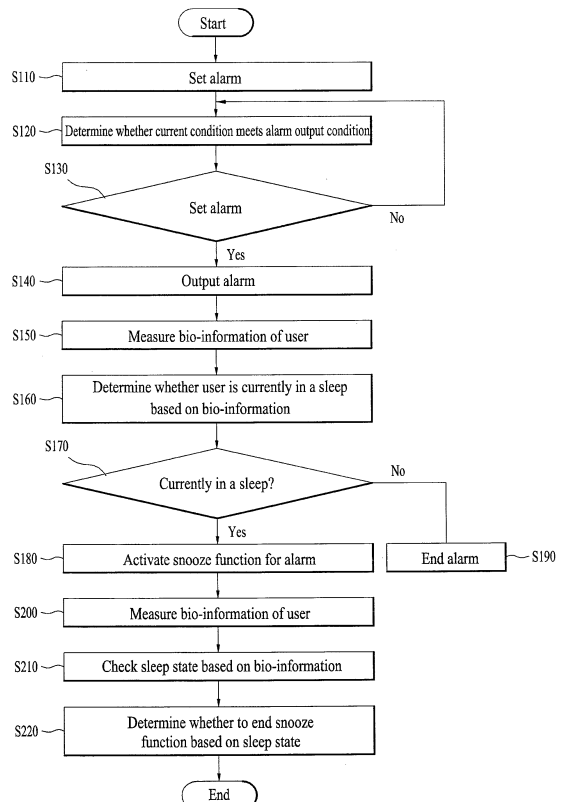 Start
S110
Set alarm
S120
Determine whether current condition meets alarm output condition
S130
Set alarm
No
Yes
S140
Output alarm
S150
Measure bio-information of user
S160
Determine whether user is currently in a sleep
based on bio-information
S170
Currently in a sleep?
No
Yes
S180
Activate snooze function for alarm
End alarm
S190
S200
Measure bio-information of user
S210
Check sleep state based on bio-information
S220
Determine whether to end snooze
function based on sleep state
End